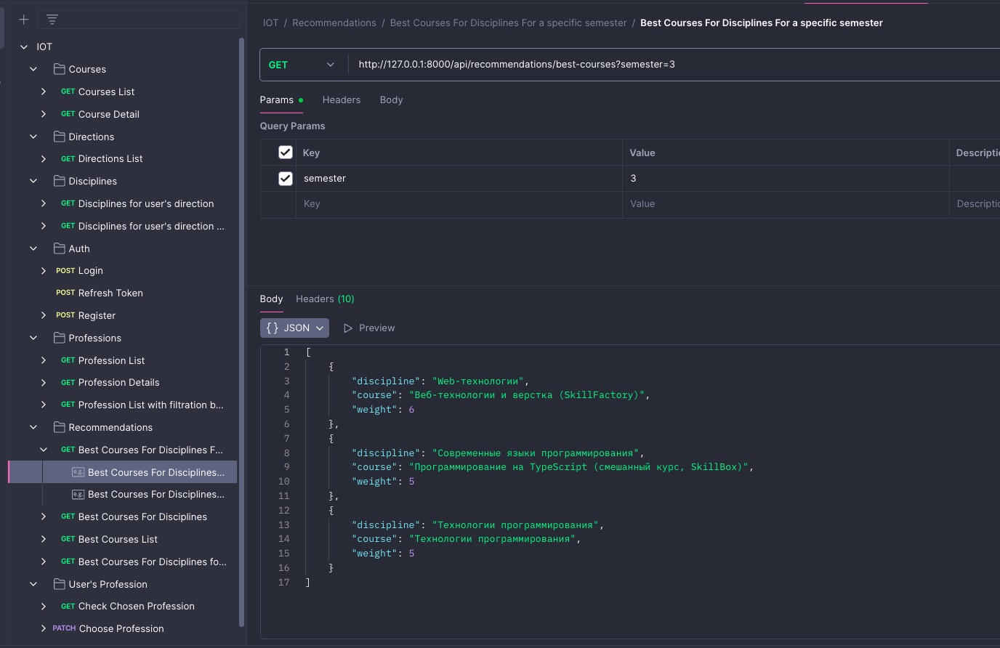 IOT
Courses
GET Courses List
GET Course Detail
Directions
GET Directions List
Disciplines
GET Disciplines for user's direction
GET Disciplines for user's direction ...
Auth
POST Login
POST Refresh Token
POST Register
Professions
GET Profession List
GET Profession Details
GET Profession List with filtration b...
Recommendations
GET Best Courses For Disciplines F...
e.g. Best Courses For Disciplines...
e.g. Best Courses For Disciplines...
GET Best Courses For Disciplines
GET Best Courses List
GET Best Courses For Disciplines fo...
User's Profession
GET Check Chosen Profession
PATCH Choose Profession
IOT / Recommendations / Best Courses For Disciplines For a specific semester / Best Courses For Disciplines For a specific semester
GET http://127.0.0.1:8000/api/recommendations/best-courses?semester=3
Params Headers Body
Query Params
Key Value Descripti
semester 3
Key Value Descripti
Body Headers (10)
{} JSON Preview
1 [
2 {
3 "discipline": "Web-технологии",
4 "course": "Веб-технологии и верстка (SkillFactory)",
5 "weight": 6
6 },
7 {
8 "discipline": "Современные языки программирования",
9 "course": "Программирование на TypeScript (смешанный курс, SkillBox)",
10 "weight": 5
11 },
12 {
13 "discipline": "Технологии программирования",
14 "course": "Технологии программирования",
15 "weight": 5
16 }
17 ]